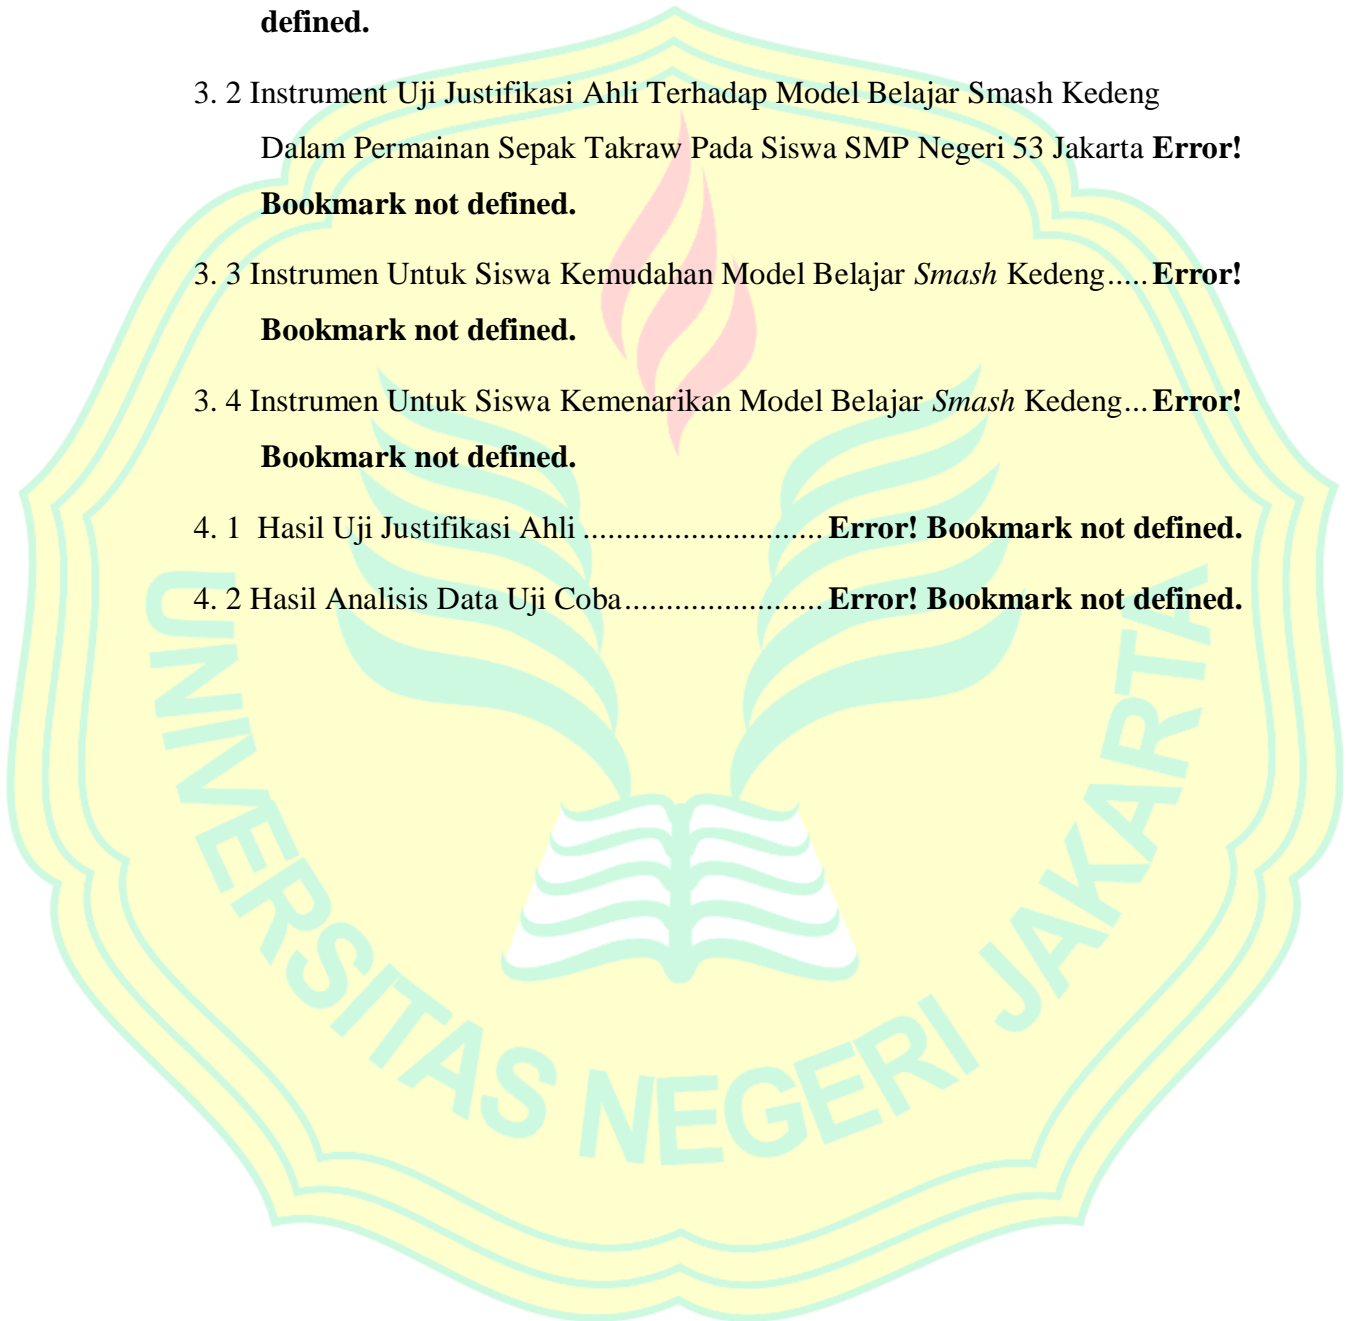 defined.
3. 2 Instrument Uji Justifikasi Ahli Terhadap Model Belajar Smash Kedeng
Dalam Permainan Sepak Takraw Pada Siswa SMP Negeri 53 Jakarta Error!
Bookmark not defined.
3. 3 Instrumen Untuk Siswa Kemudahan Model Belajar Smash Kedeng..... Error!
Bookmark not defined.
3. 4 Instrumen Untuk Siswa Kemenarikan Model Belajar Smash Kedeng... Error!
Bookmark not defined.
4. 1  Hasil Uji Justifikasi Ahli ............................. Error! Bookmark not defined.
4. 2 Hasil Analisis Data Uji Coba........................ Error! Bookmark not defined.
UNIVERSITAS NEGERI JAKARTA